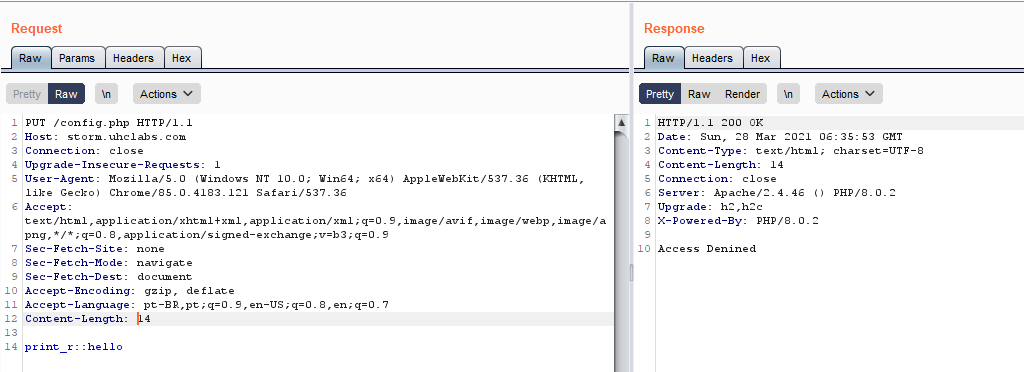 Request
Raw Params Headers Hex
Pretty Raw \n Actions
1 PUT /config.php HTTP/1.1
2 Host: storm.uhclabs.com
3 Connection: close
4 Upgrade-Insecure-Requests: 1
5 User-Agent: Mozilla/5.0 (Windows NT 10.0; Win64; x64) AppleWebKit/537.36 (KHTML,
like Gecko) Chrome/85.0.4183.121 Safari/537.36
6 Accept:
text/html,application/xhtml+xml,application/xml;q=0.9,image/avif,image/webp,image/a
png,*/*;q=0.8,application/signed-exchange;v=b3;q=0.9
7 Sec-Fetch-Site: none
8 Sec-Fetch-Mode: navigate
9 Sec-Fetch-Dest: document
10 Accept-Encoding: gzip, deflate
11 Accept-Language: pt-BR,pt;q=0.9,en-US;q=0.8,en;q=0.7
12 Content-Length: 14
13
14 print_r::hello
Response
Raw Headers Hex
Pretty Raw Render \n Actions
1 HTTP/1.1 200 OK
2 Date: Sun, 28 Mar 2021 06:35:53 GMT
3 Content-Type: text/html; charset=UTF-8
4 Content-Length: 14
5 Connection: close
6 Server: Apache/2.4.46 () PHP/8.0.2
7 Upgrade: h2,h2c
8 X-Powered-By: PHP/8.0.2
9
10 Access Denined